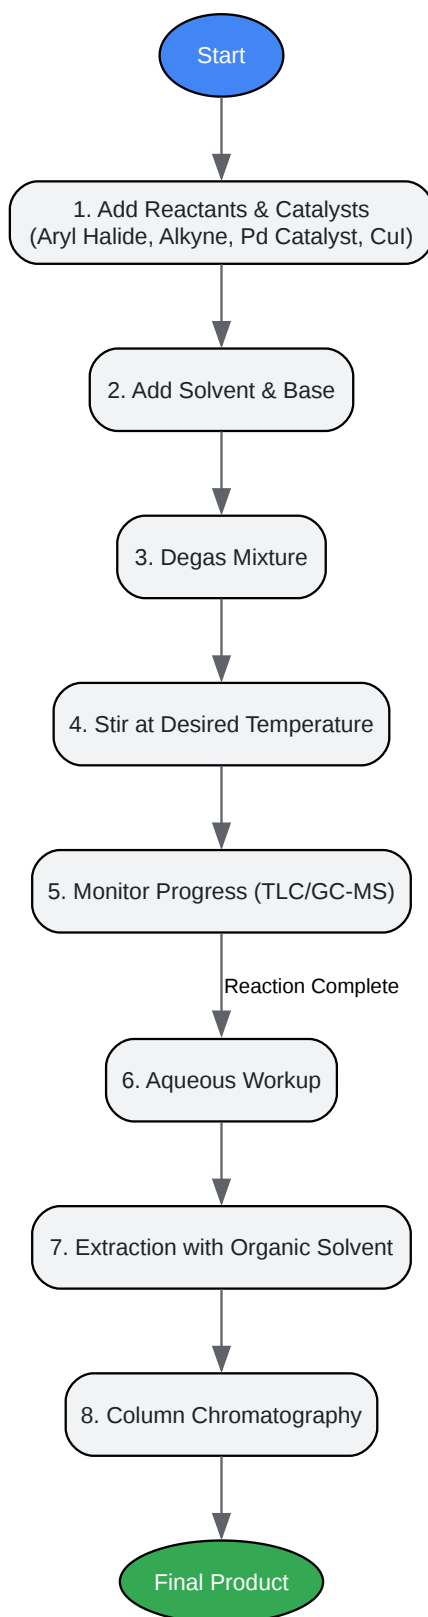 Start
1. Add Reactants & Catalysts
(Aryl Halide, Alkyne, Pd Catalyst, CuI)
2. Add Solvent & Base
3. Degas Mixture
4. Stir at Desired Temperature
5. Monitor Progress (TLC/GC-MS)
Reaction Complete
6. Aqueous Workup
7. Extraction with Organic Solvent
8. Column Chromatography
Final Product